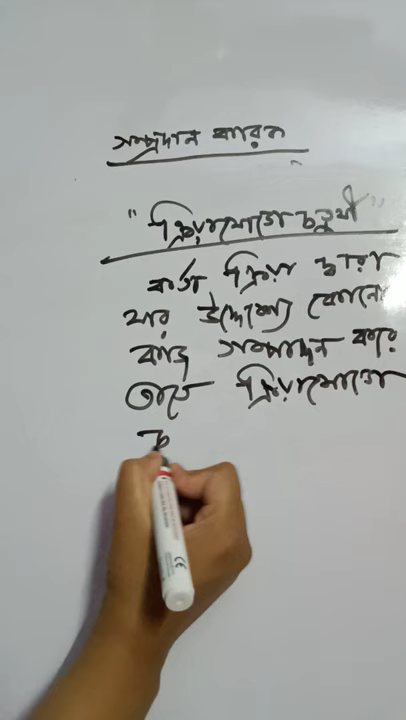 সম্প্রদান কারক
"ক্রিয়াযোগে চতুর্থী"
কর্তা ক্রিয়া দ্বারা
যার উদ্দেশ্যে কোনো
কাজ সম্পাদন করে
তাতে ক্রিয়াযোগে
চ